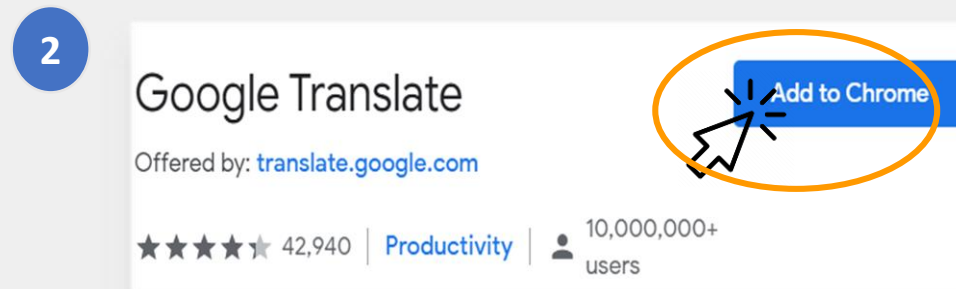 2
Google Translate
Add to Chrome
Offered by: translate.google.com
42,940 Productivity 10,000,000+
users